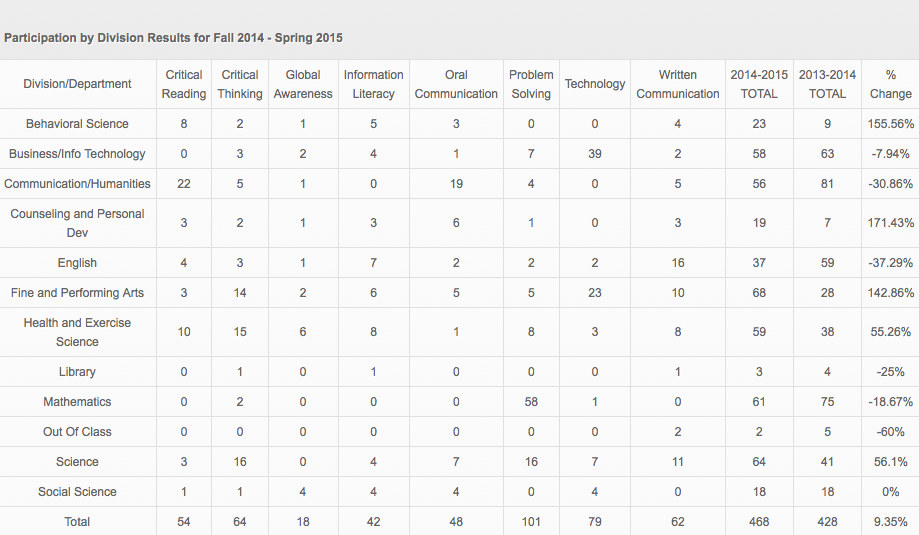 Participation by Division Results for Fall 2014 - Spring 2015
Division/Department Critical Reading Critical Thinking Global Awareness Information Literacy Oral Communication Problem Solving Technology Written Communication 2014-2015 TOTAL 2013-2014 TOTAL % Change
Behavioral Science 8 2 1 5 3 0 0 4 23 9 155.56%
Business/Info Technology 0 3 2 4 1 7 39 2 58 63 -7.94%
Communication/Humanities 22 5 1 0 19 4 0 5 56 81 -30.86%
Counseling and Personal Dev 3 2 1 3 6 1 0 3 19 7 171.43%
English 4 3 1 7 2 2 2 16 37 59 -37.29%
Fine and Performing Arts 3 14 2 6 5 5 23 10 68 28 142.86%
Health and Exercise Science 10 15 6 8 1 8 3 8 59 38 55.26%
Library 0 1 0 1 0 0 0 1 3 4 -25%
Mathematics 0 2 0 0 0 58 1 0 61 75 -18.67%
Out Of Class 0 0 0 0 0 0 0 2 2 5 -60%
Science 3 16 0 4 7 16 7 11 64 41 56.1%
Social Science 1 1 4 4 4 0 4 0 18 18 0%
Total 54 64 18 42 48 101 79 62 468 428 9.35%